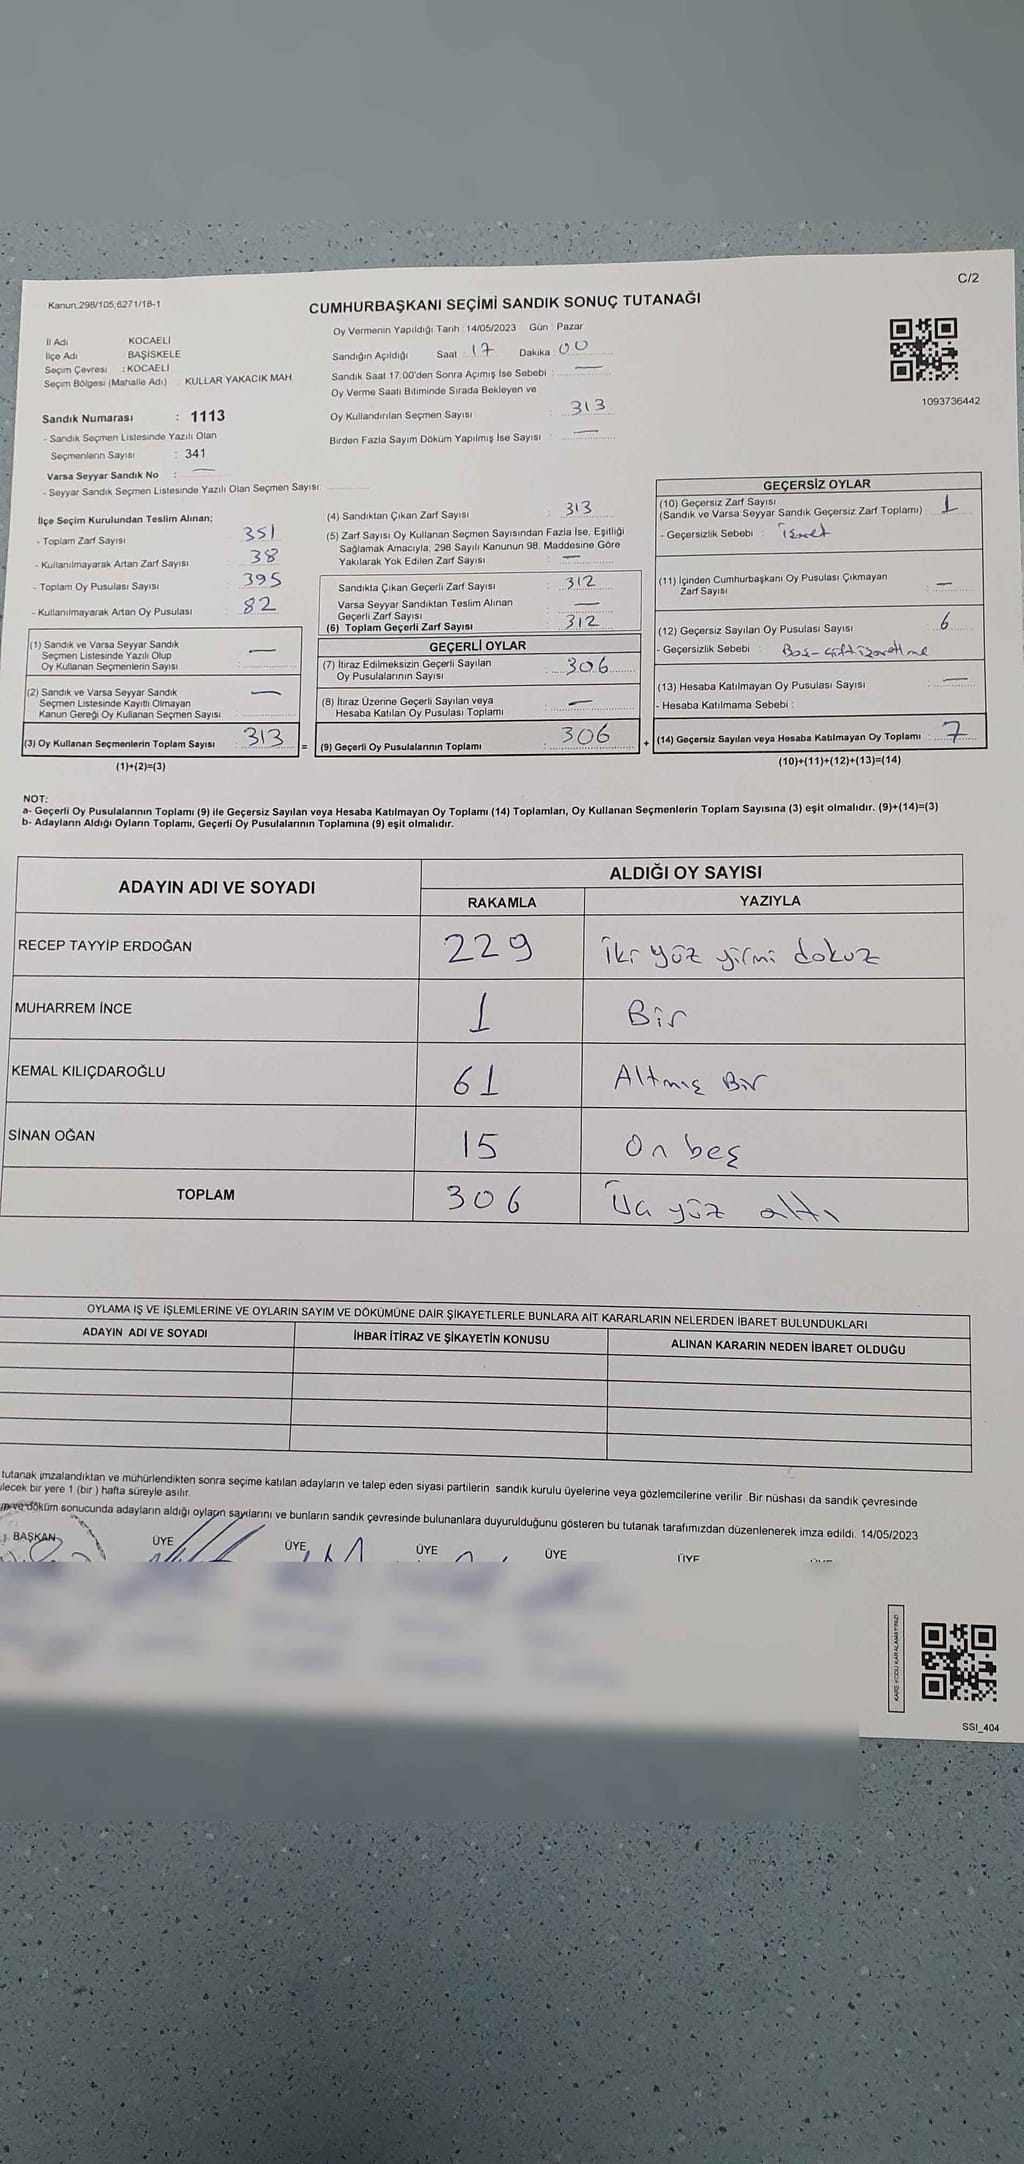 C/2
Kanun:298/105,6271/18-1
CUMHURBAŞKANI SEÇİMİ SANDIK SONUÇ TUTANAĞI
İl Adı KOCAELİ
İlçe Adı BAŞİSKELE
Seçim Çevresi : KOCAELİ
Seçim Bölgesi (Mahalle Adı) KULLAR YAKACIK MAH
Sandık Numarası : 1113
- Sandık Seçmen Listesinde Yazılı Olan
Seçmenlerin Sayısı : 341
Varsa Seyyar Sandık No : —
- Seyyar Sandık Seçmen Listesinde Yazılı Olan Seçmen Sayısı:
Oy Vermenin Yapıldığı Tarih : 14/05/2023 Gün : Pazar
Sandığın Açıldığı Saat 17 Dakika : 00
Sandık Saat 17:00'den Sonra Açımış İse Sebebi : —
Oy Verme Saati Bitiminde Sırada Bekleyen ve
Oy Kullandırılan Seçmen Sayısı : 313
Birden Fazla Sayım Döküm Yapılmış İse Sayısı : —
1093736442
İlçe Seçim Kurulundan Teslim Alınan;
- Toplam Zarf Sayısı 351
- Kullanılmayarak Artan Zarf Sayısı 38
- Toplam Oy Pusulası Sayısı 395
- Kullanılmayarak Artan Oy Pusulası 82
(1) Sandık ve Varsa Seyyar Sandık
Seçmen Listesinde Yazılı Olup
Oy Kullanan Seçmenlerin Sayısı —
(2) Sandık ve Varsa Seyyar Sandık
Seçmen Listesinde Kayıtlı Olmayan
Kanun Gereği Oy Kullanan Seçmen Sayısı —
(3) Oy Kullanan Seçmenlerin Toplam Sayısı 313 =
(1)+(2)=(3)
(4) Sandıktan Çıkan Zarf Sayısı : 313
(5) Zarf Sayısı Oy Kullanan Seçmen Sayısından Fazla İse, Eşitliği
Sağlamak Amacıyla; 298 Sayılı Kanunun 98. Maddesine Göre
Yakılarak Yok Edilen Zarf Sayısı : —
Sandıkta Çıkan Geçerli Zarf Sayısı : 312
Varsa Seyyar Sandıktan Teslim Alınan
Geçerli Zarf Sayısı : —
(6) Toplam Geçerli Zarf Sayısı 312
GEÇERLİ OYLAR
(7) İtiraz Edilmeksizin Geçerli Sayılan
Oy Pusulalarının Sayısı : 306
(8) İtiraz Üzerine Geçerli Sayılan veya
Hesaba Katılan Oy Pusulası Toplamı : —
(9) Geçerli Oy Pusulalarının Toplamı : 306 +
GEÇERSİZ OYLAR
(10) Geçersiz Zarf Sayısı
(Sandık ve Varsa Seyyar Sandık Geçersiz Zarf Toplamı) : 1
- Geçersizlik Sebebi : işaret
(11) İçinden Cumhurbaşkanı Oy Pusulası Çıkmayan
Zarf Sayısı —
(12) Geçersiz Sayılan Oy Pusulası Sayısı 6
- Geçersizlik Sebebi : Boş-çift işaretleme
(13) Hesaba Katılmayan Oy Pusulası Sayısı : —
- Hesaba Katılmama Sebebi :
(14) Geçersiz Sayılan veya Hesaba Katılmayan Oy Toplamı : 7
(10)+(11)+(12)+(13)=(14)
NOT:
a- Geçerli Oy Pusulalarının Toplamı (9) ile Geçersiz Sayılan veya Hesaba Katılmayan Oy Toplamı (14) Toplamları, Oy Kullanan Seçmenlerin Toplam Sayısına (3) eşit olmalıdır. (9)+(14)=(3)
b- Adayların Aldığı Oyların Toplamı, Geçerli Oy Pusulalarının Toplamına (9) eşit olmalıdır.
ADAYIN ADI VE SOYADI ALDIĞI OY SAYISI
RAKAMLA YAZIYLA
RECEP TAYYİP ERDOĞAN 229 iki yüz yirmi dokuz
MUHARREM İNCE 1 Bir
KEMAL KILIÇDAROĞLU 61 Altmış Bir
SİNAN OĞAN 15 On beş
TOPLAM 306 Üç yüz altı
OYLAMA İŞ VE İŞLEMLERİNE VE OYLARIN SAYIM VE DÖKÜMÜNE DAİR ŞİKAYETLERLE BUNLARA AİT KARARLARIN NELERDEN İBARET BULUNDUKLARI
ADAYIN ADI VE SOYADI İHBAR İTİRAZ VE ŞİKAYETİN KONUSU ALINAN KARARIN NEDEN İBARET OLDUĞU
tutanak imzalandıktan ve mühürlendikten sonra seçime katılan adayların ve talep eden siyasi partilerin sandık kurulu üyelerine veya gözlemcilerine verilir .Bir nüshası da sandık çevresinde
bir yere 1 (bir ) hafta süreyle asılır.
ve döküm sonucunda adayların aldığı oyların sayılarını ve bunların sandık çevresinde bulunanlara duyurulduğunu gösteren bu tutanak tarafımızdan düzenlenerek imza edildi. 14/05/2023
BAŞKAN ÜYE ÜYE ÜYE ÜYE ÜYE
KARE KODU KARALAMAYINIZ!
SSI_404